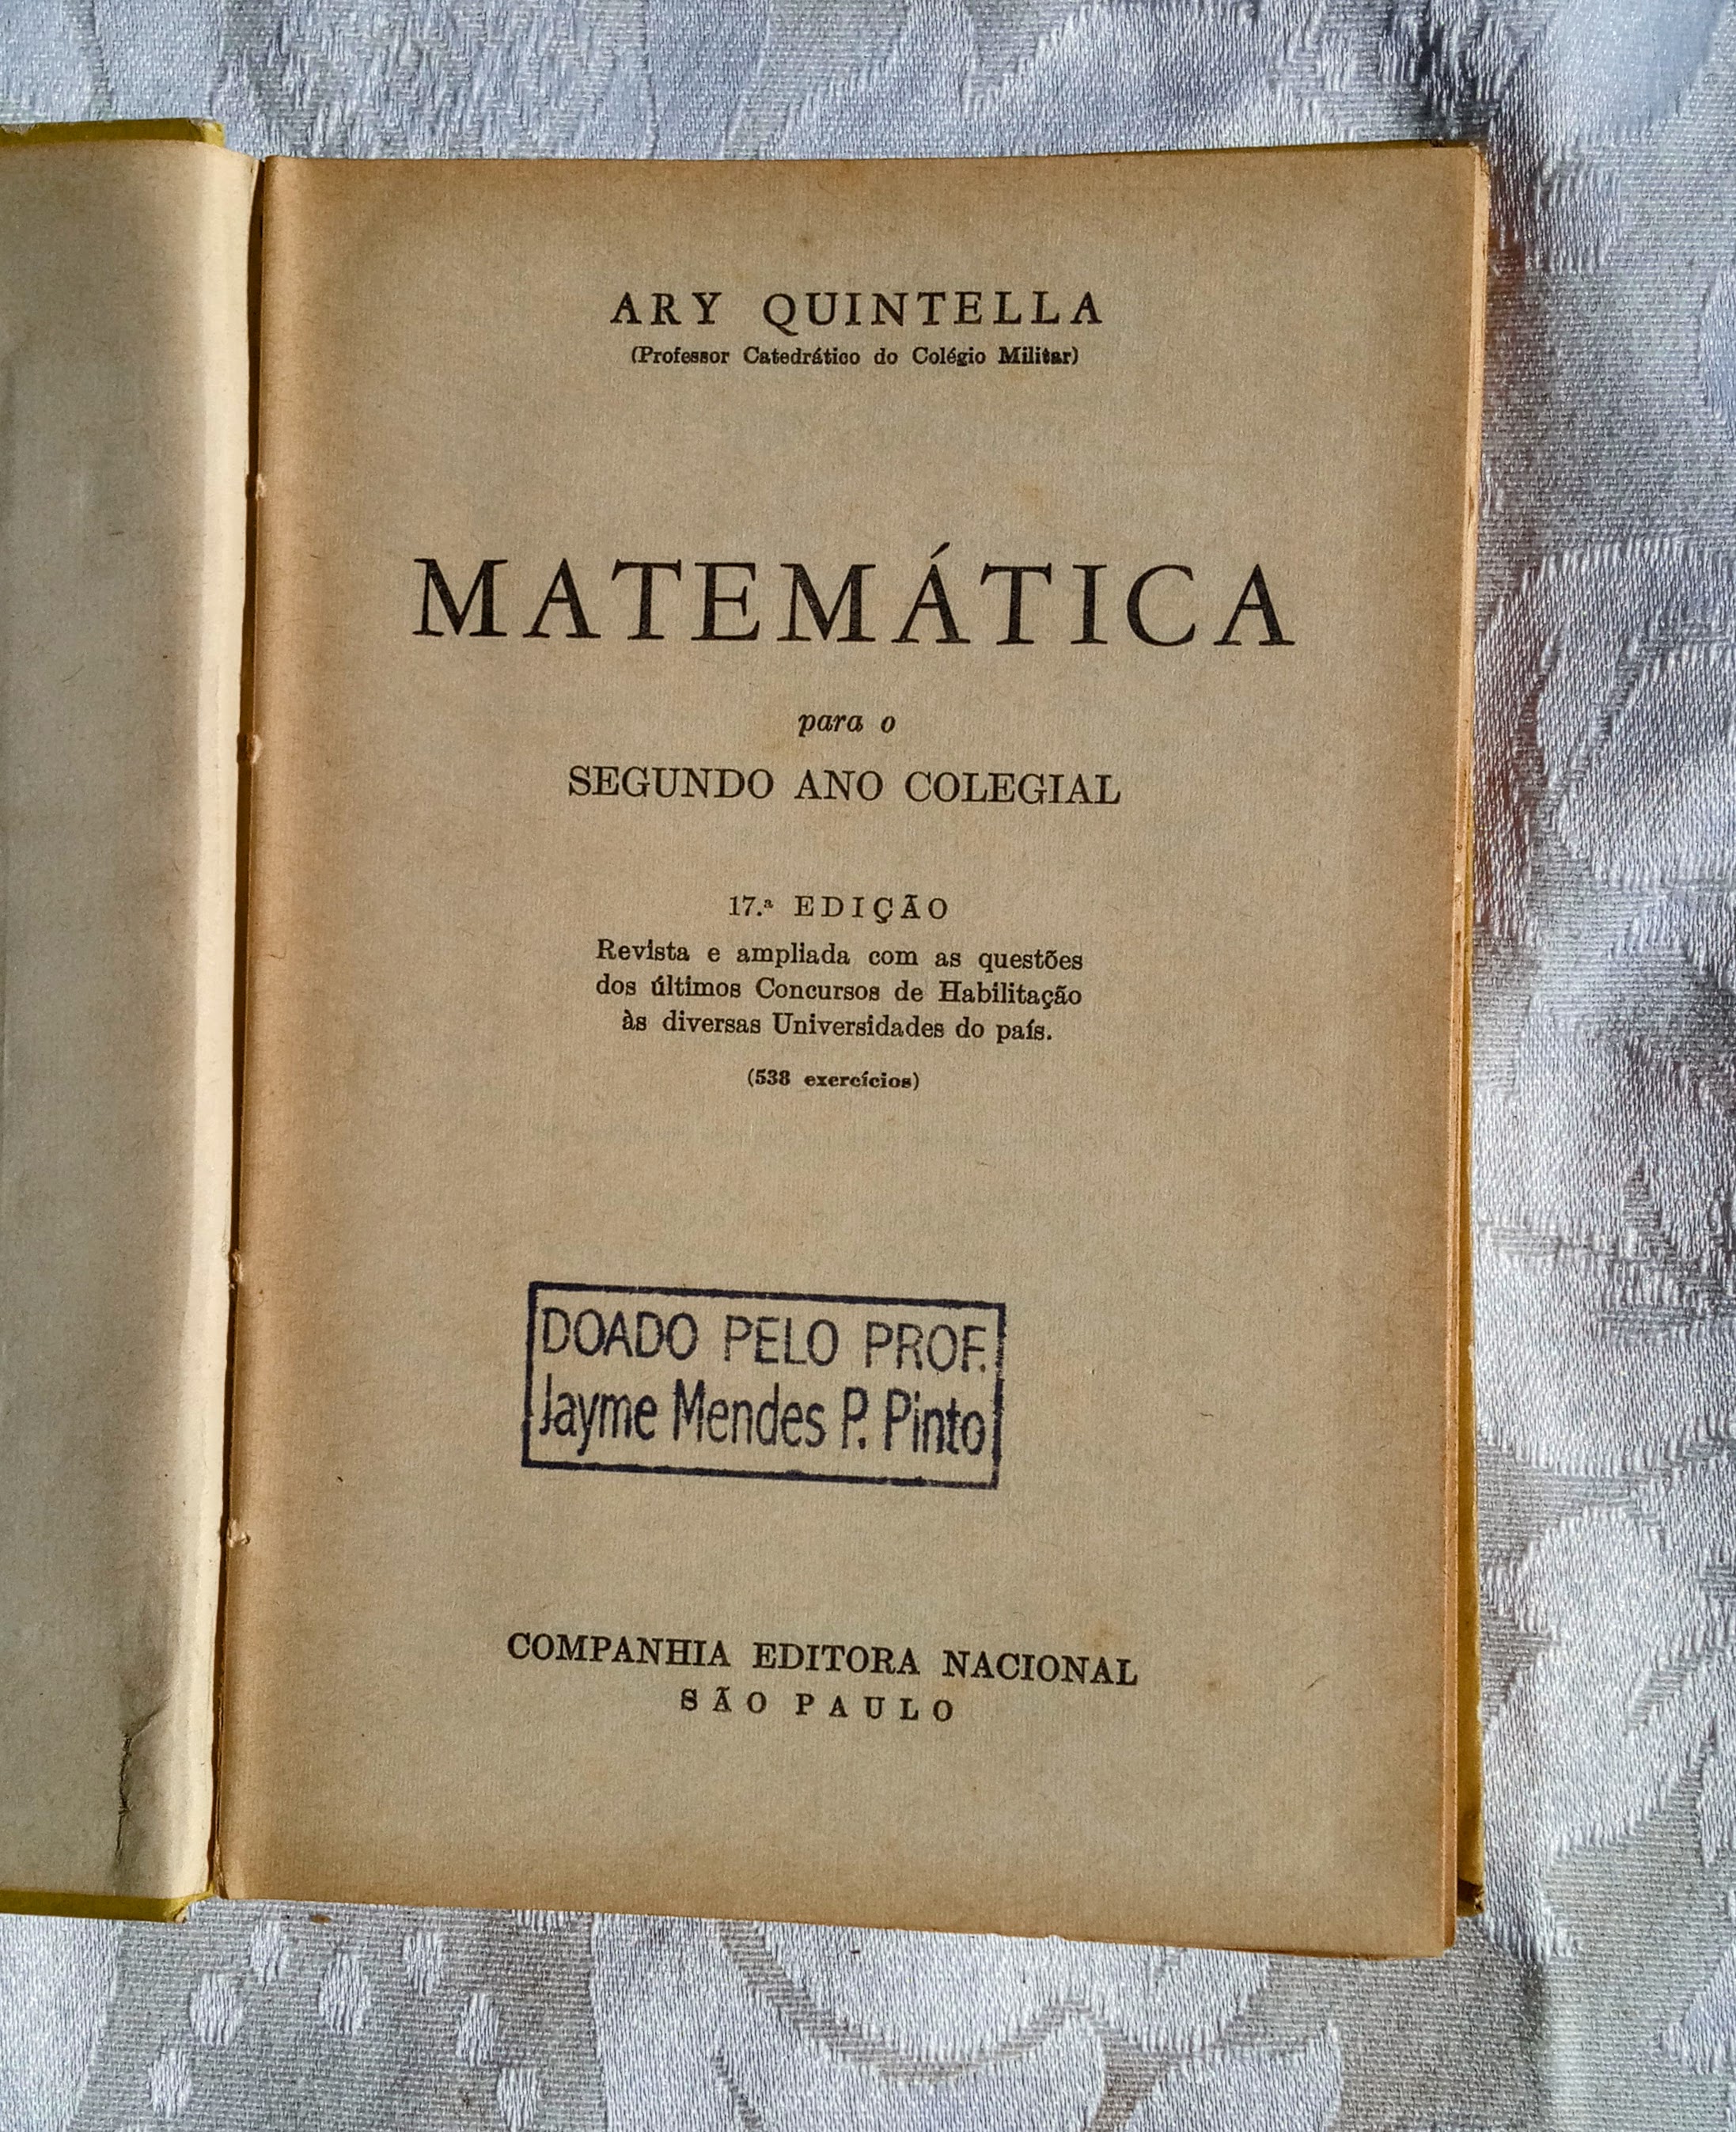 ARY QUINTELLA
(Professor Catedrático do Colégio Militar)
MATEMÁTICA
para o
SEGUNDO ANO COLEGIAL
17.ª EDIÇÃO
Revista e ampliada com as questões
dos últimos Concursos de Habilitação
às diversas Universidades do país.
(538 exercícios)
DOADO PELO PROF.
Jayme Mendes P. Pinto
COMPANHIA EDITORA NACIONAL
SÃO PAULO